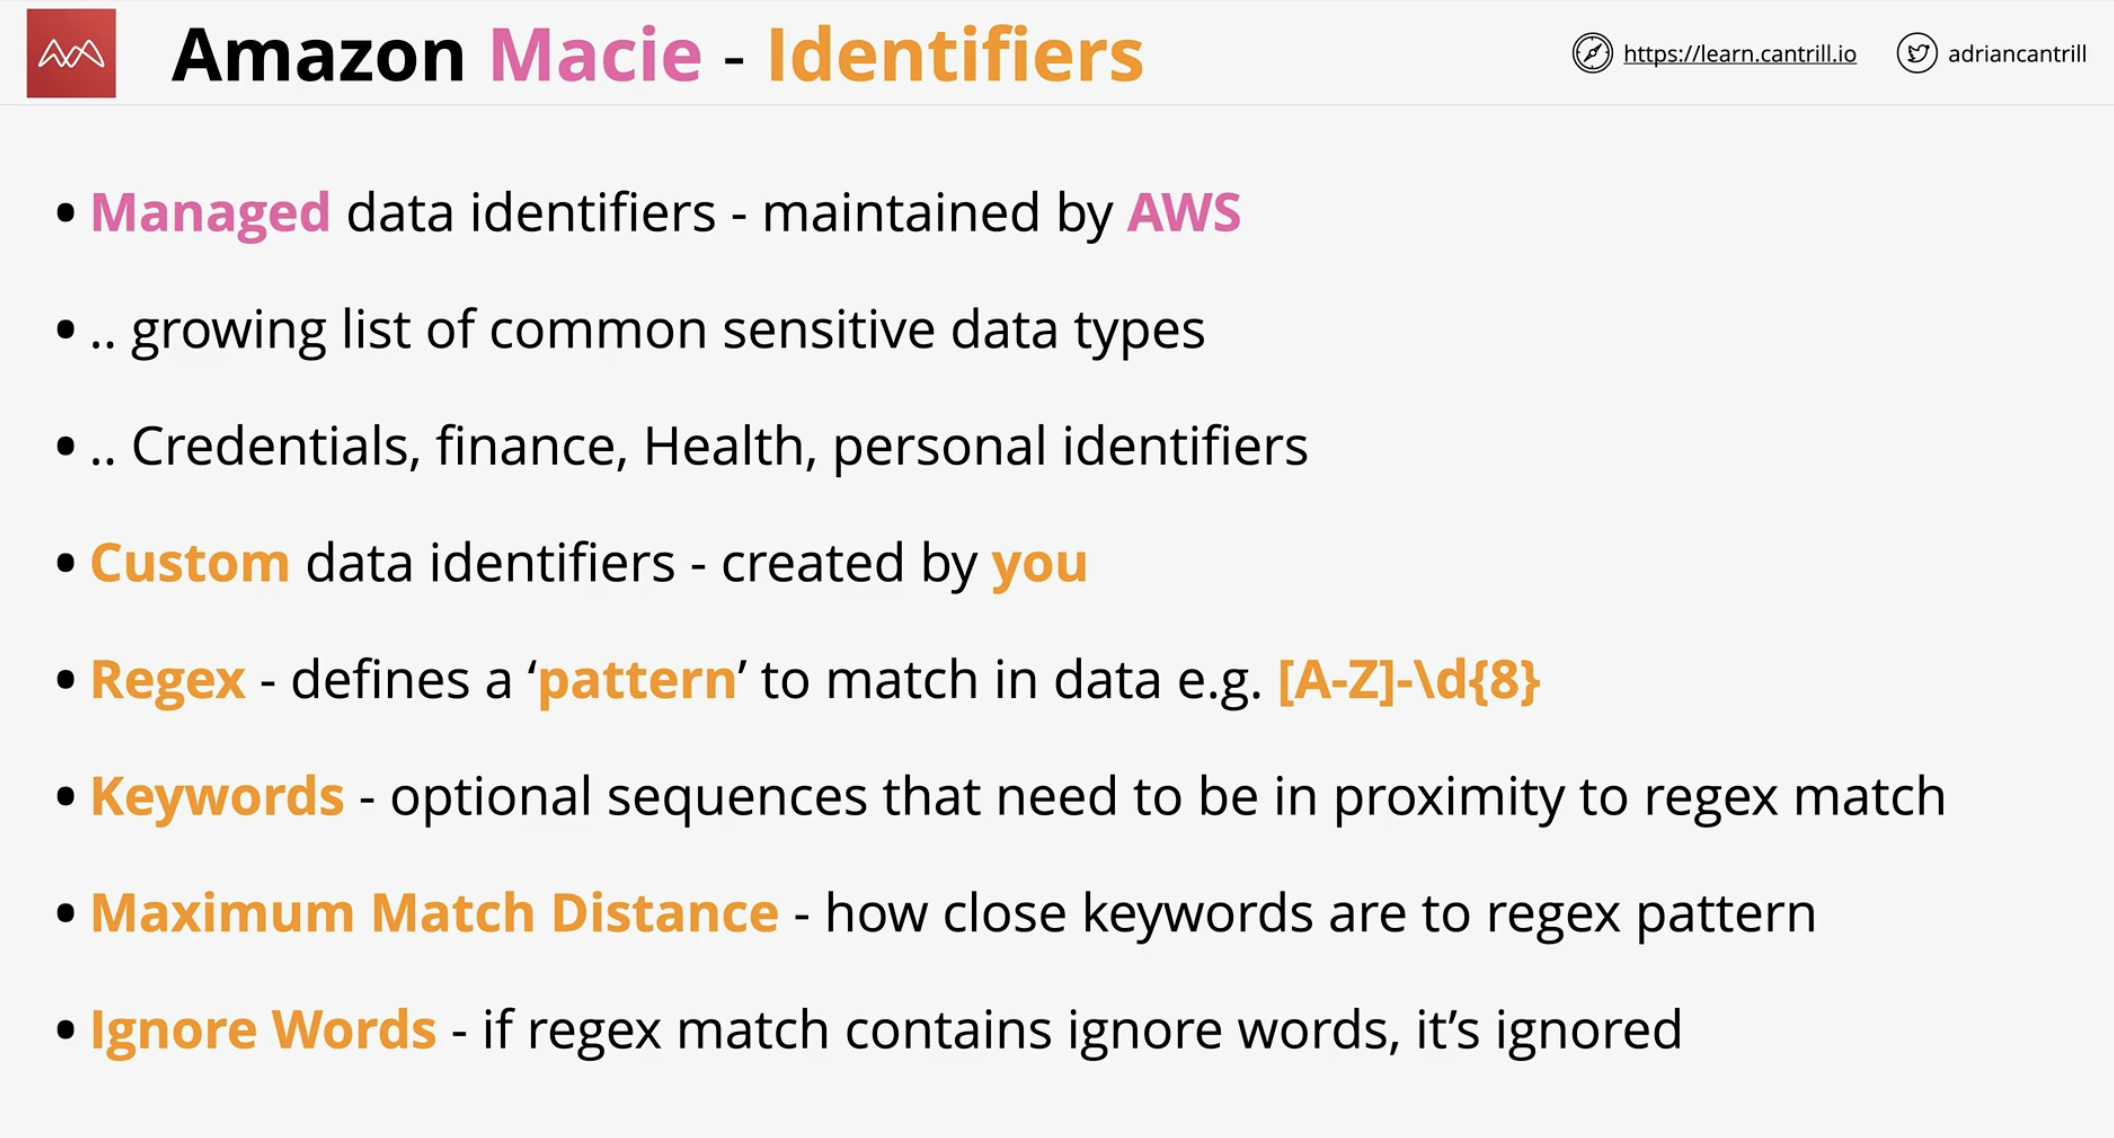 Amazon Macie - Identifiers
https://learn.cantrill.io
adriancantrill
• Managed data identifiers - maintained by AWS
• .. growing list of common sensitive data types
• .. Credentials, finance, Health, personal identifiers
• Custom data identifiers - created by you
• Regex - defines a ‘pattern’ to match in data e.g. [A-Z]-\d{8}
• Keywords - optional sequences that need to be in proximity to regex match
• Maximum Match Distance - how close keywords are to regex pattern
• Ignore Words - if regex match contains ignore words, it’s ignored